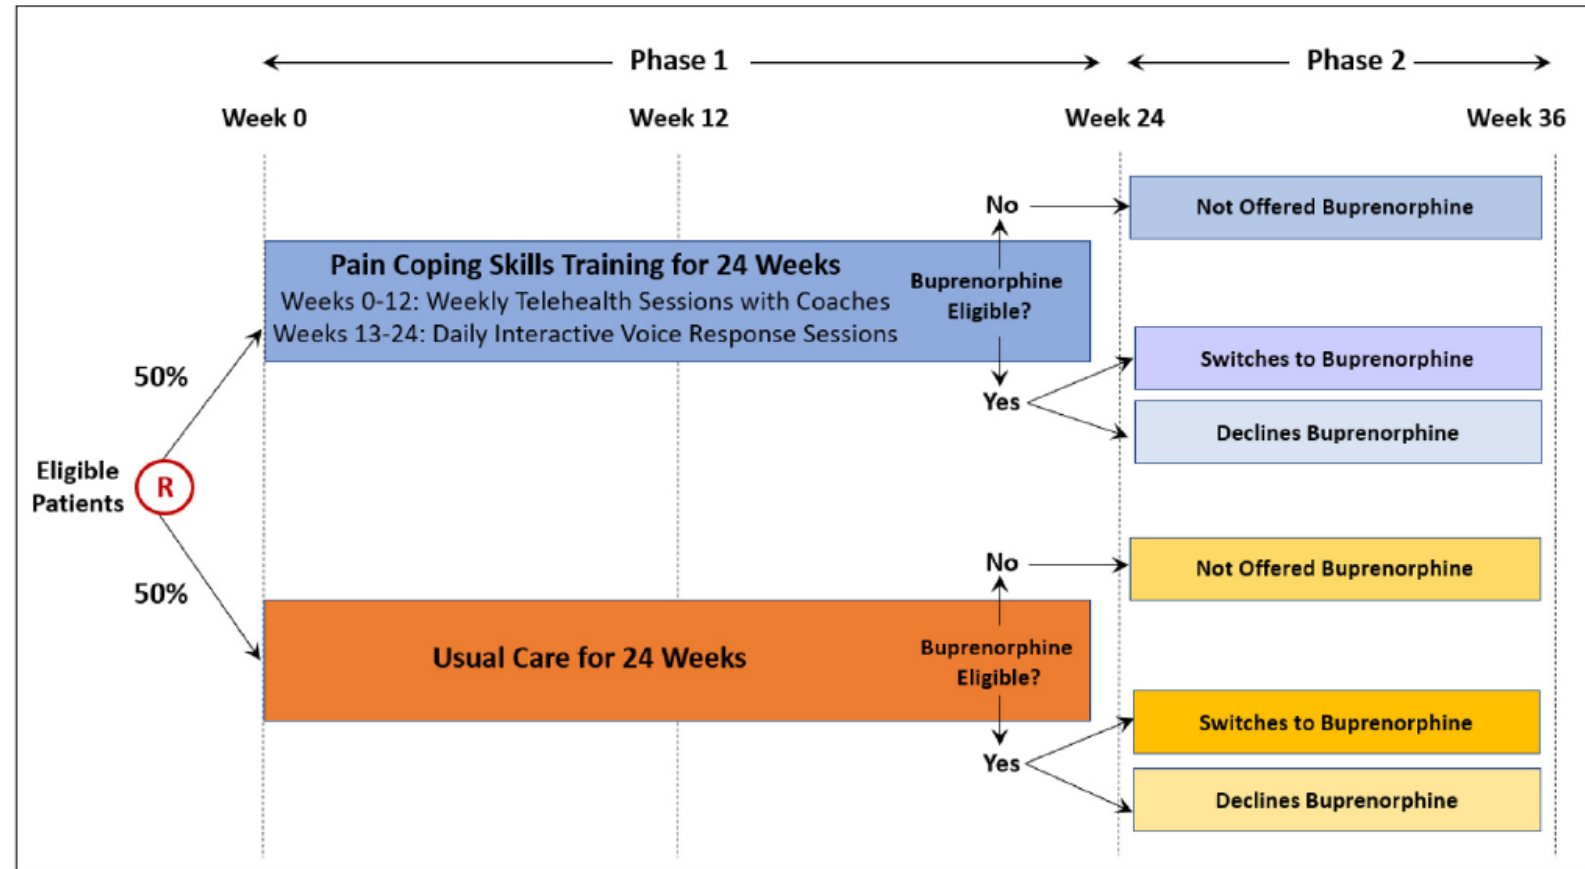 Phase 1
Phase 2
Week 0
Week 12
Week 24
Week 36
No
Not Offered Buprenorphine
Pain Coping Skills Training for 24 Weeks
Weeks 0-12: Weekly Telehealth Sessions with Coaches
Weeks 13-24: Daily Interactive Voice Response Sessions
Buprenorphine
Eligible?
Switches to Buprenorphine
50%
Yes
Declines Buprenorphine
Eligible
Patients
R
50%
No
Not Offered Buprenorphine
Usual Care for 24 Weeks
Buprenorphine
Eligible?
Switches to Buprenorphine
Yes
Declines Buprenorphine